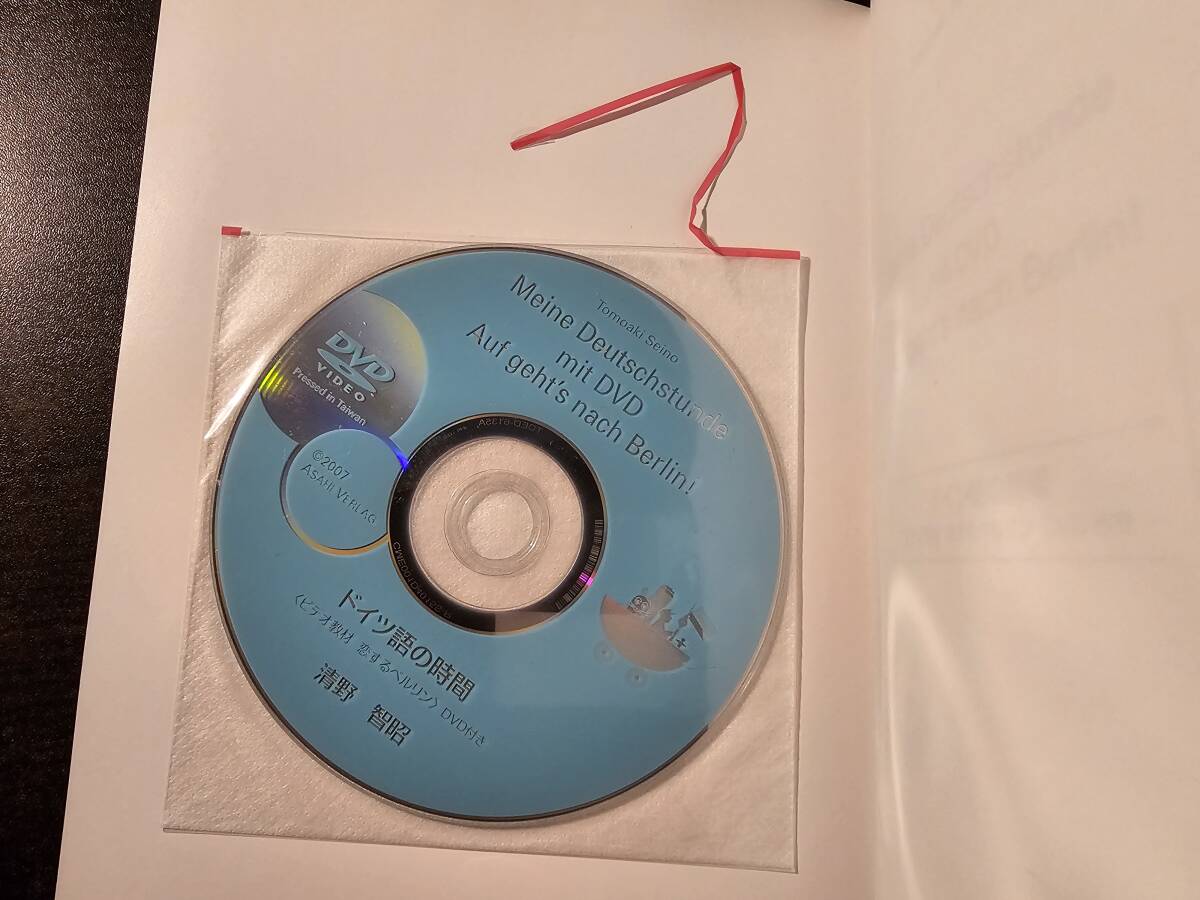 Tomoaki Seino
Meine Deutschstunde
mit DVD
Auf geht's nach Berlin!
DVD
VIDEO
Pressed in Taiwan
©2007
ASAHI VERLAG
ドイツ語の時間
〈ビデオ教材 恋するベルリン〉DVD付き
清野 智昭